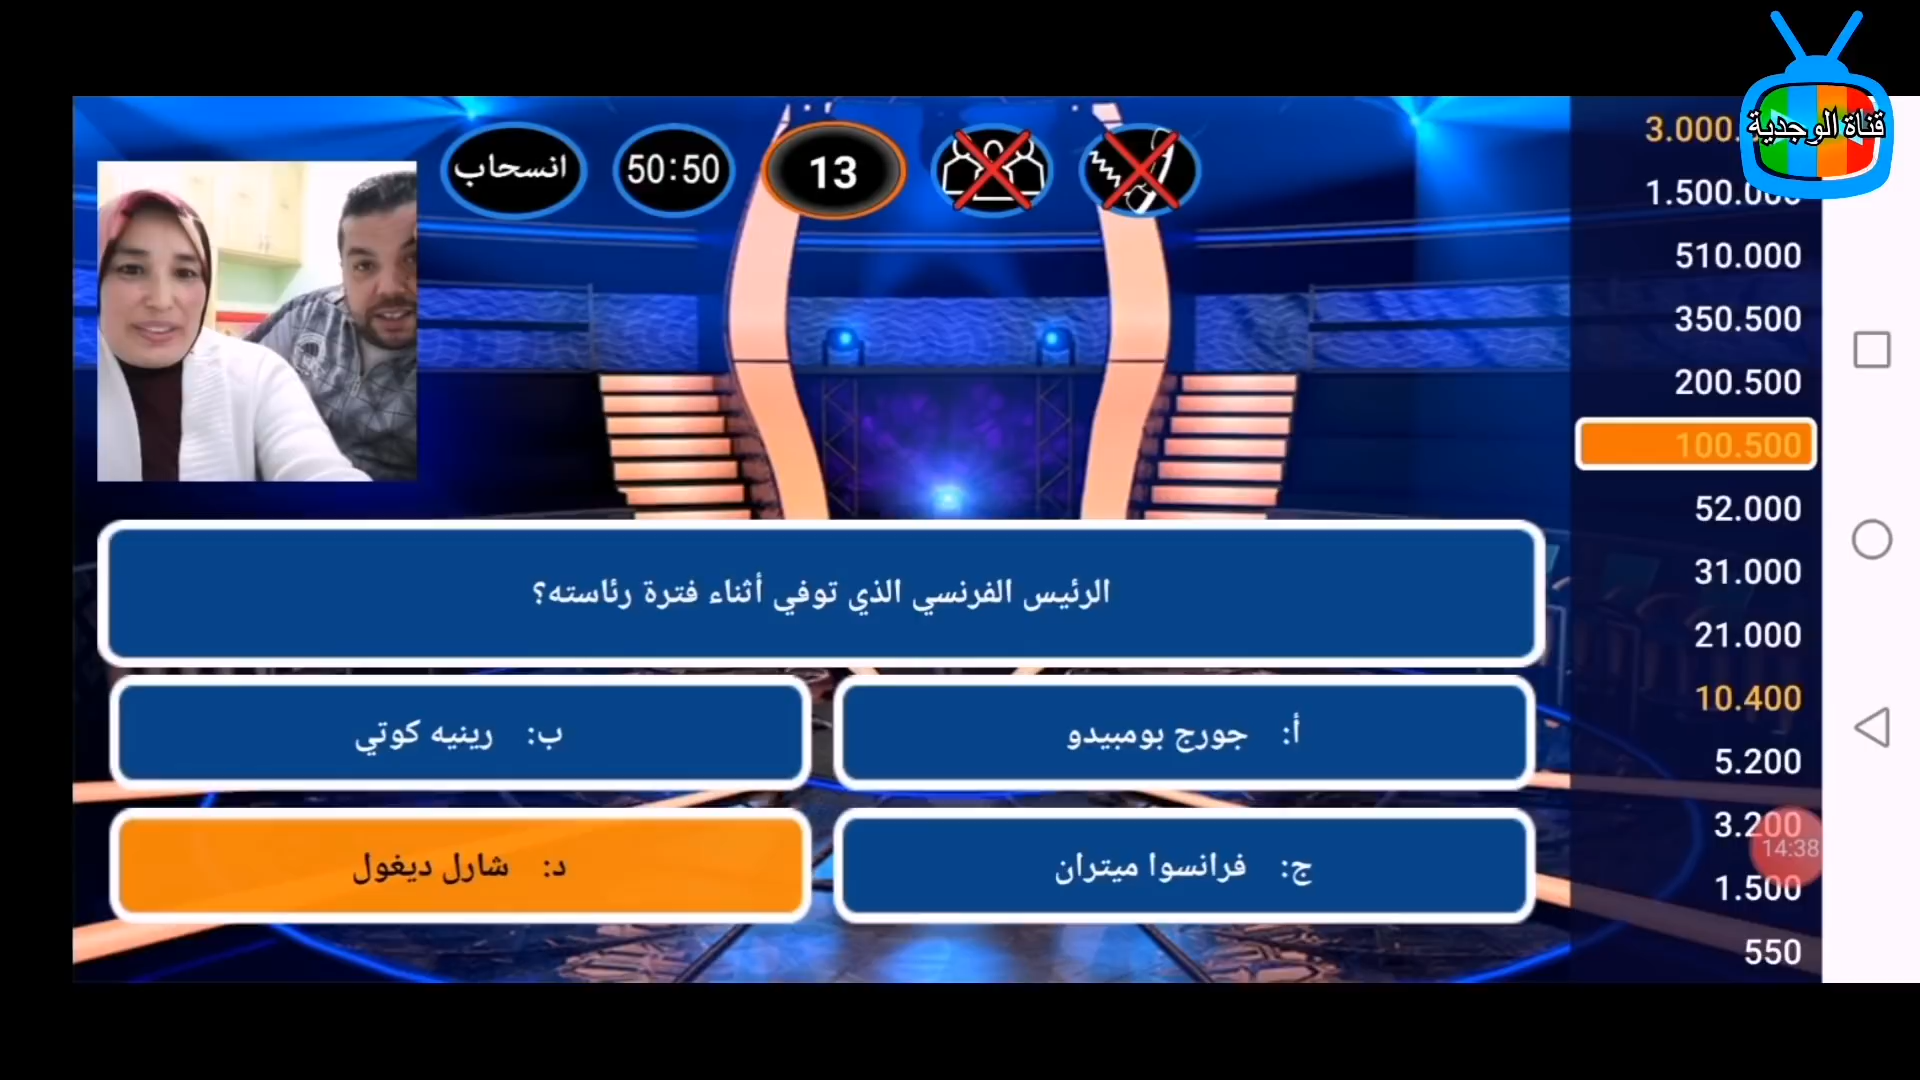 قناة الوجدية
انسحاب
50:50
13
3.000.
1.500.000
510.000
350.500
200.500
100.500
52.000
31.000
21.000
10.400
5.200
3.200
14:38
1.500
550
الرئيس الفرنسي الذي توفي أثناء فترة رئاسته؟
أ: جورج بومبيدو
ب: رينيه كوتي
ج: فرانسوا ميتران
د: شارل ديغول